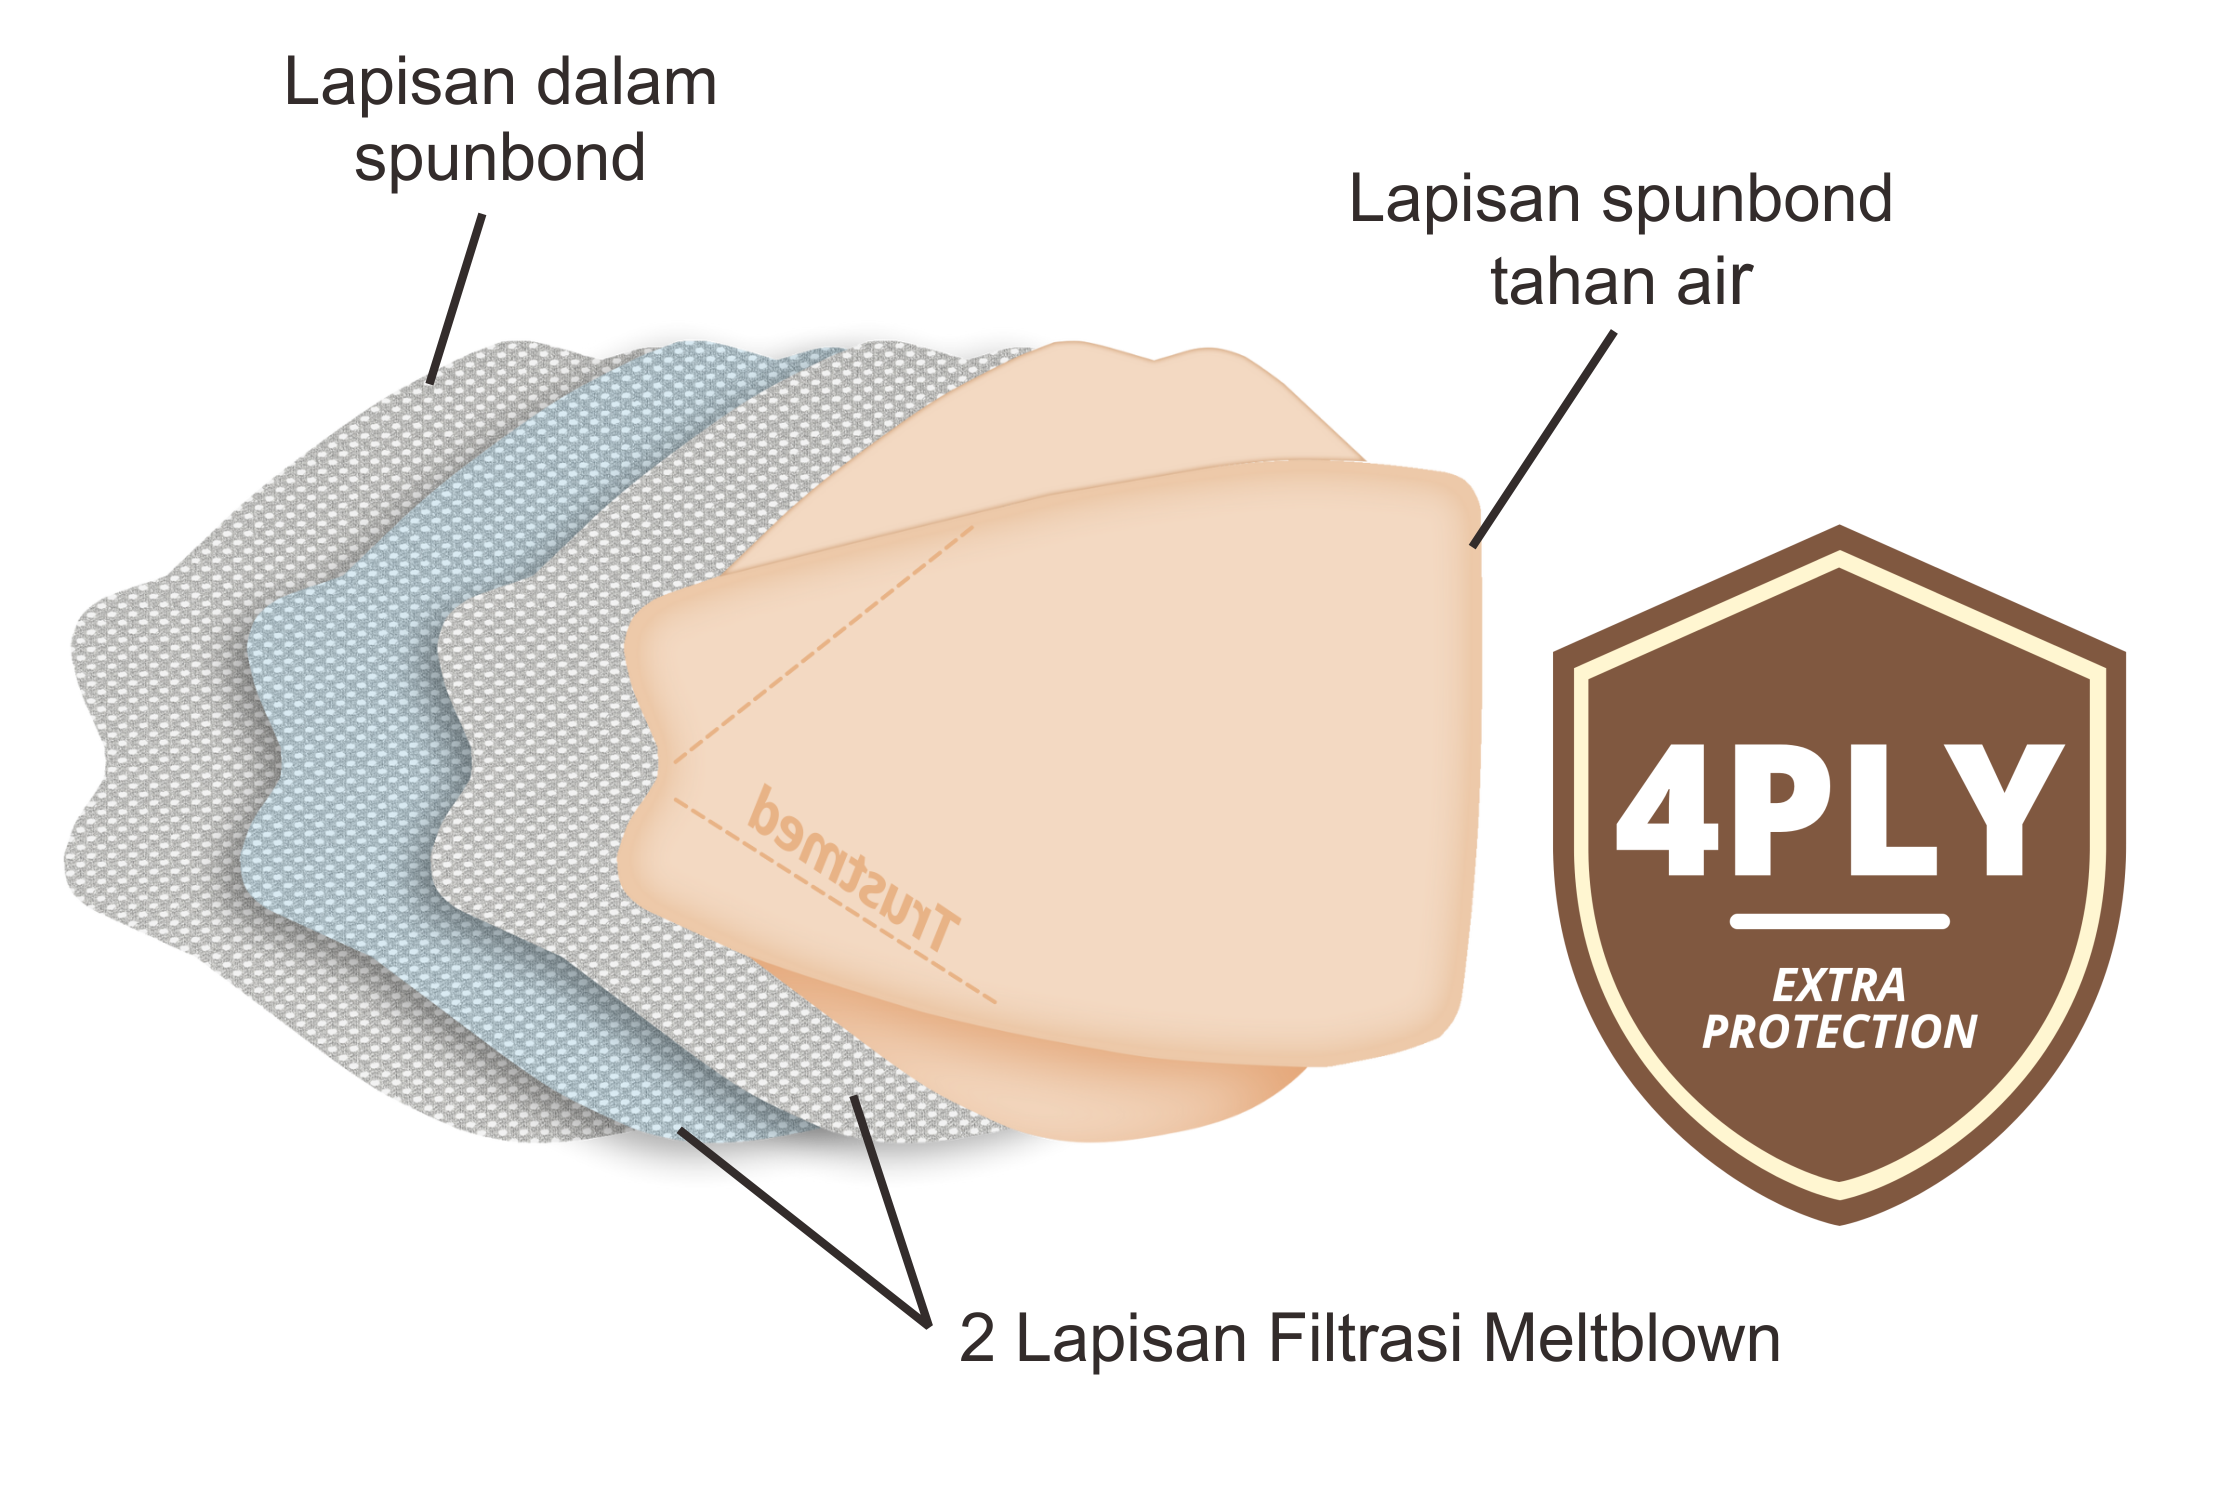 Lapisan dalam
spunbond
Lapisan spunbond
tahan air
Trustmed
4PLY
EXTRA
PROTECTION
2 Lapisan Filtrasi Meltblown